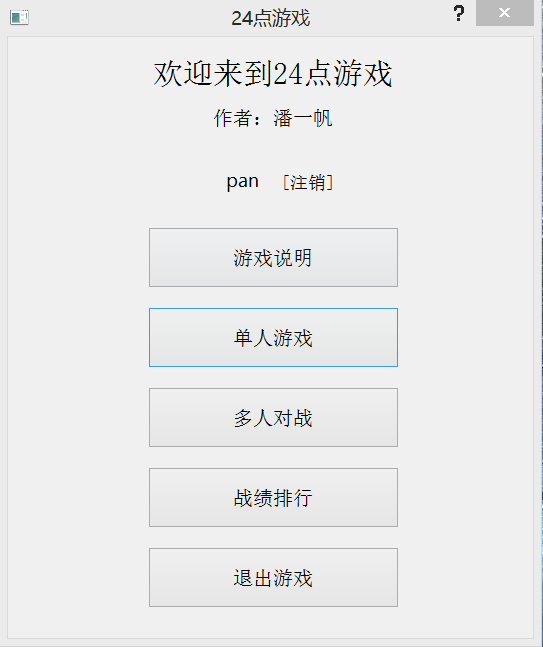 24点游戏
欢迎来到24点游戏
作者：潘一帆
pan [注销]
游戏说明
单人游戏
多人对战
战绩排行
退出游戏